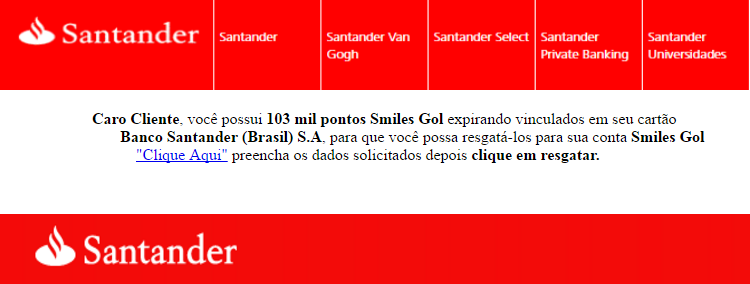 Santander
Santander
Santander Van
Gogh
Santander Select
Santander
Private Banking
Santander
Universidades
Caro Cliente, você possui 103 mil pontos Smiles Gol expirando vinculados em seu cartão
Banco Santander (Brasil) S.A, para que você possa resgatá-los para sua conta Smiles Gol
"Clique Aqui" preencha os dados solicitados depois clique em resgatar.
Santander